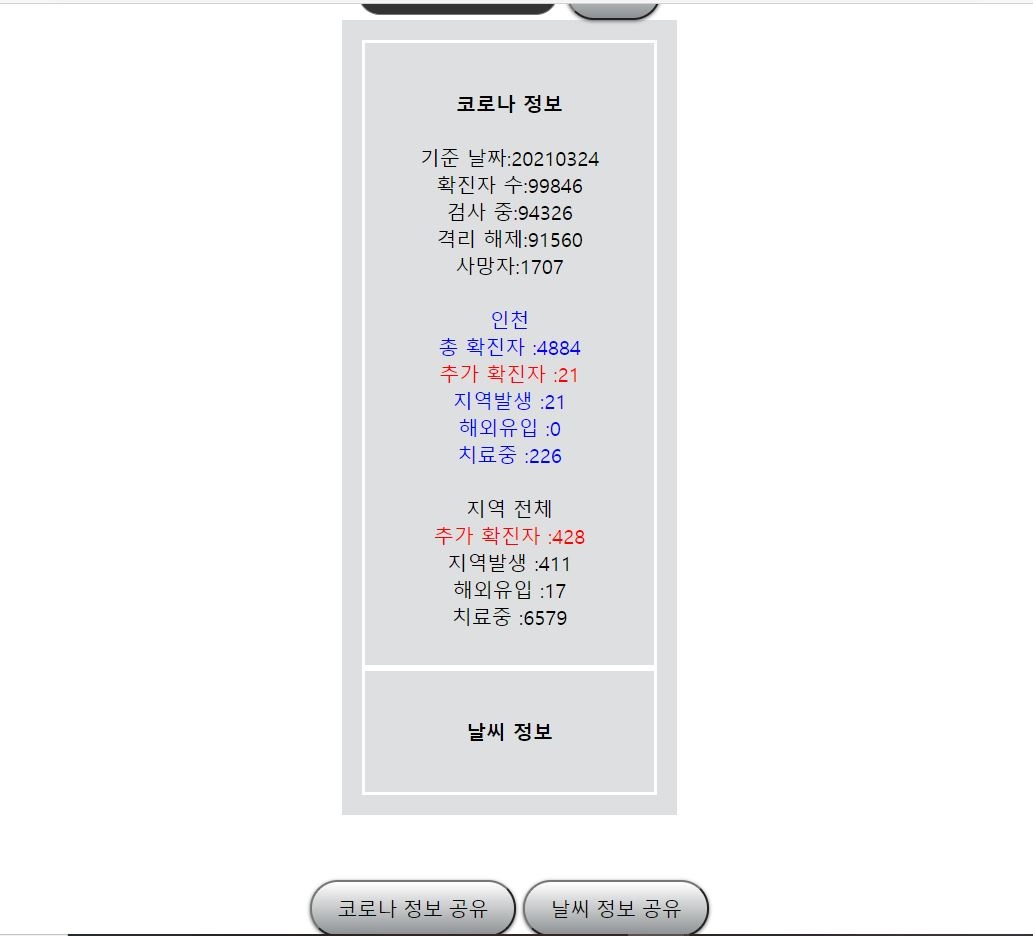 코로나 정보
기준 날짜:20210324
확진자 수:99846
검사 중:94326
격리 해제:91560
사망자:1707
인천
총 확진자 :4884
추가 확진자 :21
지역발생 :21
해외유입 :0
치료중 :226
지역 전체
추가 확진자 :428
지역발생 :411
해외유입 :17
치료중 :6579
날씨 정보
코로나 정보 공유 날씨 정보 공유